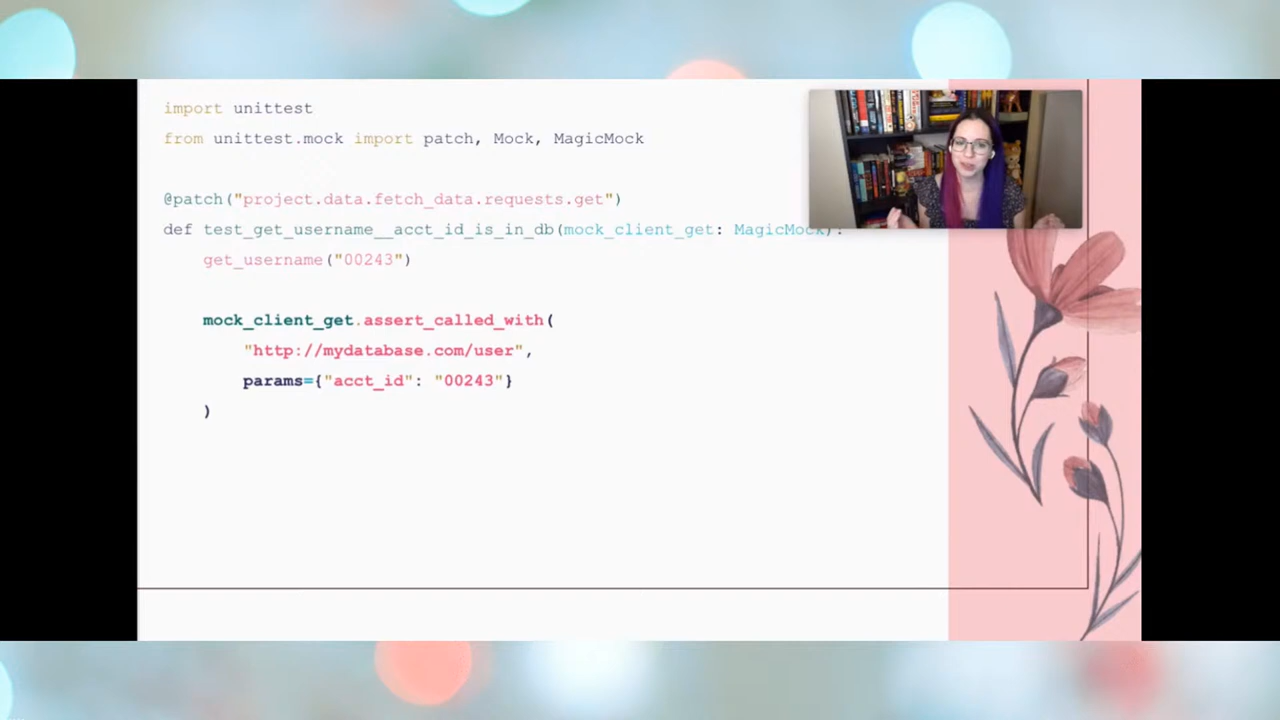 import unittest
from unittest.mock import patch, Mock, MagicMock
@patch("project.data.fetch_data.requests.get")
def test_get_username__acct_id_is_in_db(mock_client_get: MagicMock):
get_username("00243")
mock_client_get.assert_called_with(
"http://mydatabase.com/user",
params={"acct_id": "00243"}
)